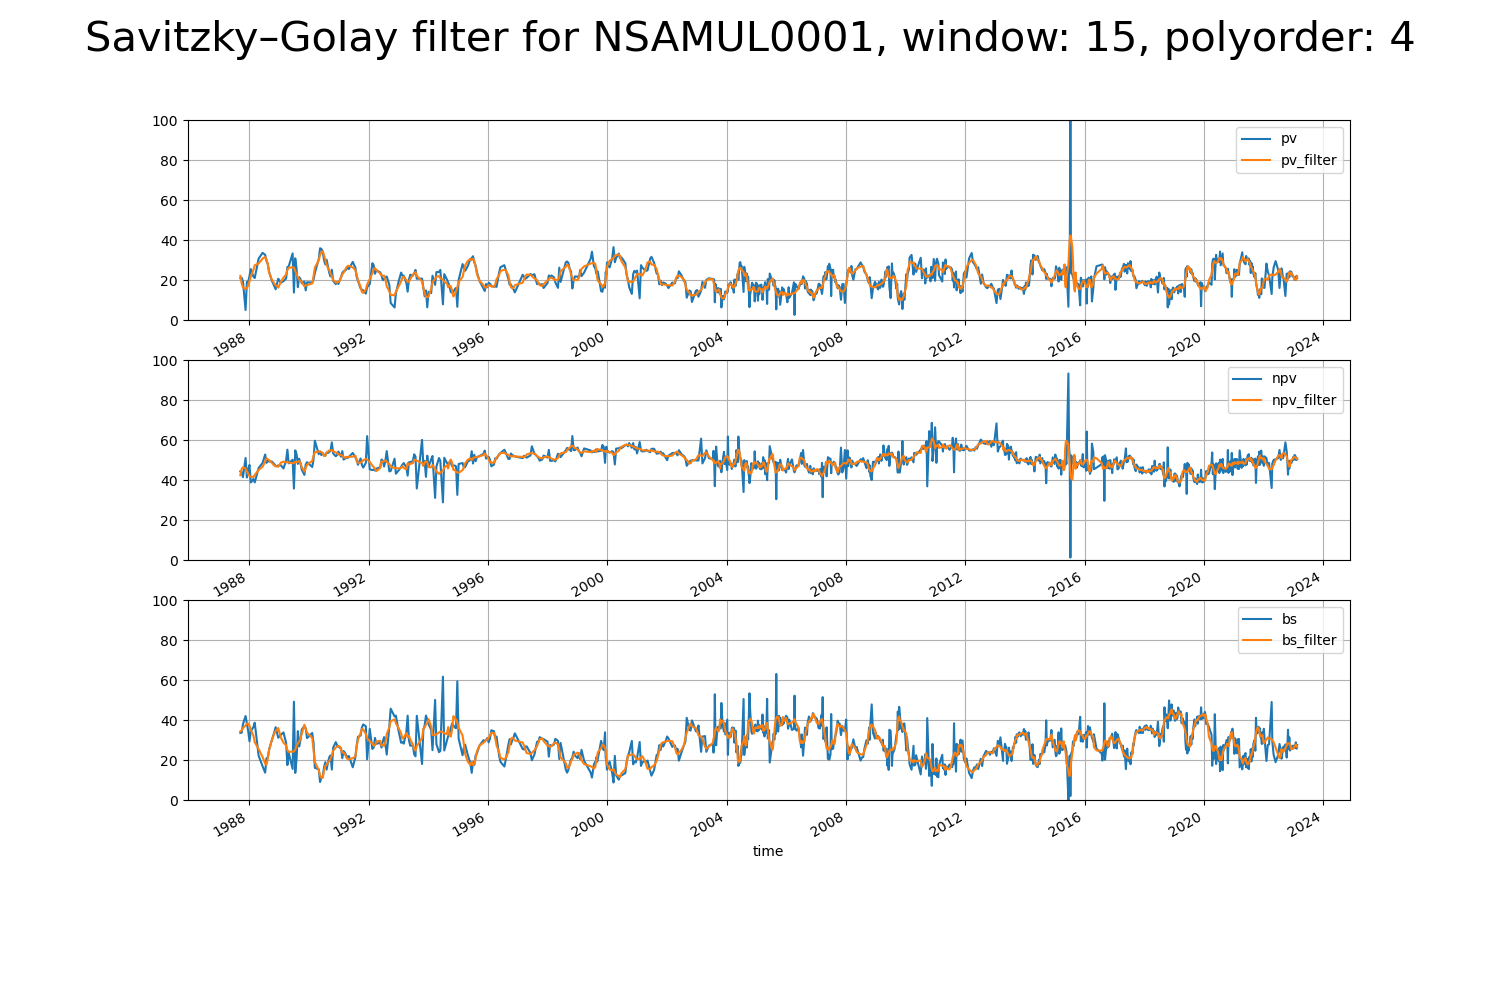 Savitzky–Golay filter for NSAMUL0001, window: 15, polyorder: 4
100
80
60
40
20
0
pv
pv_filter
1988 1992 1996 2000 2004 2008 2012 2016 2020 2024
100
80
60
40
20
0
npv
npv_filter
1988 1992 1996 2000 2004 2008 2012 2016 2020 2024
100
80
60
40
20
0
bs
bs_filter
1988 1992 1996 2000 2004 2008 2012 2016 2020 2024
time